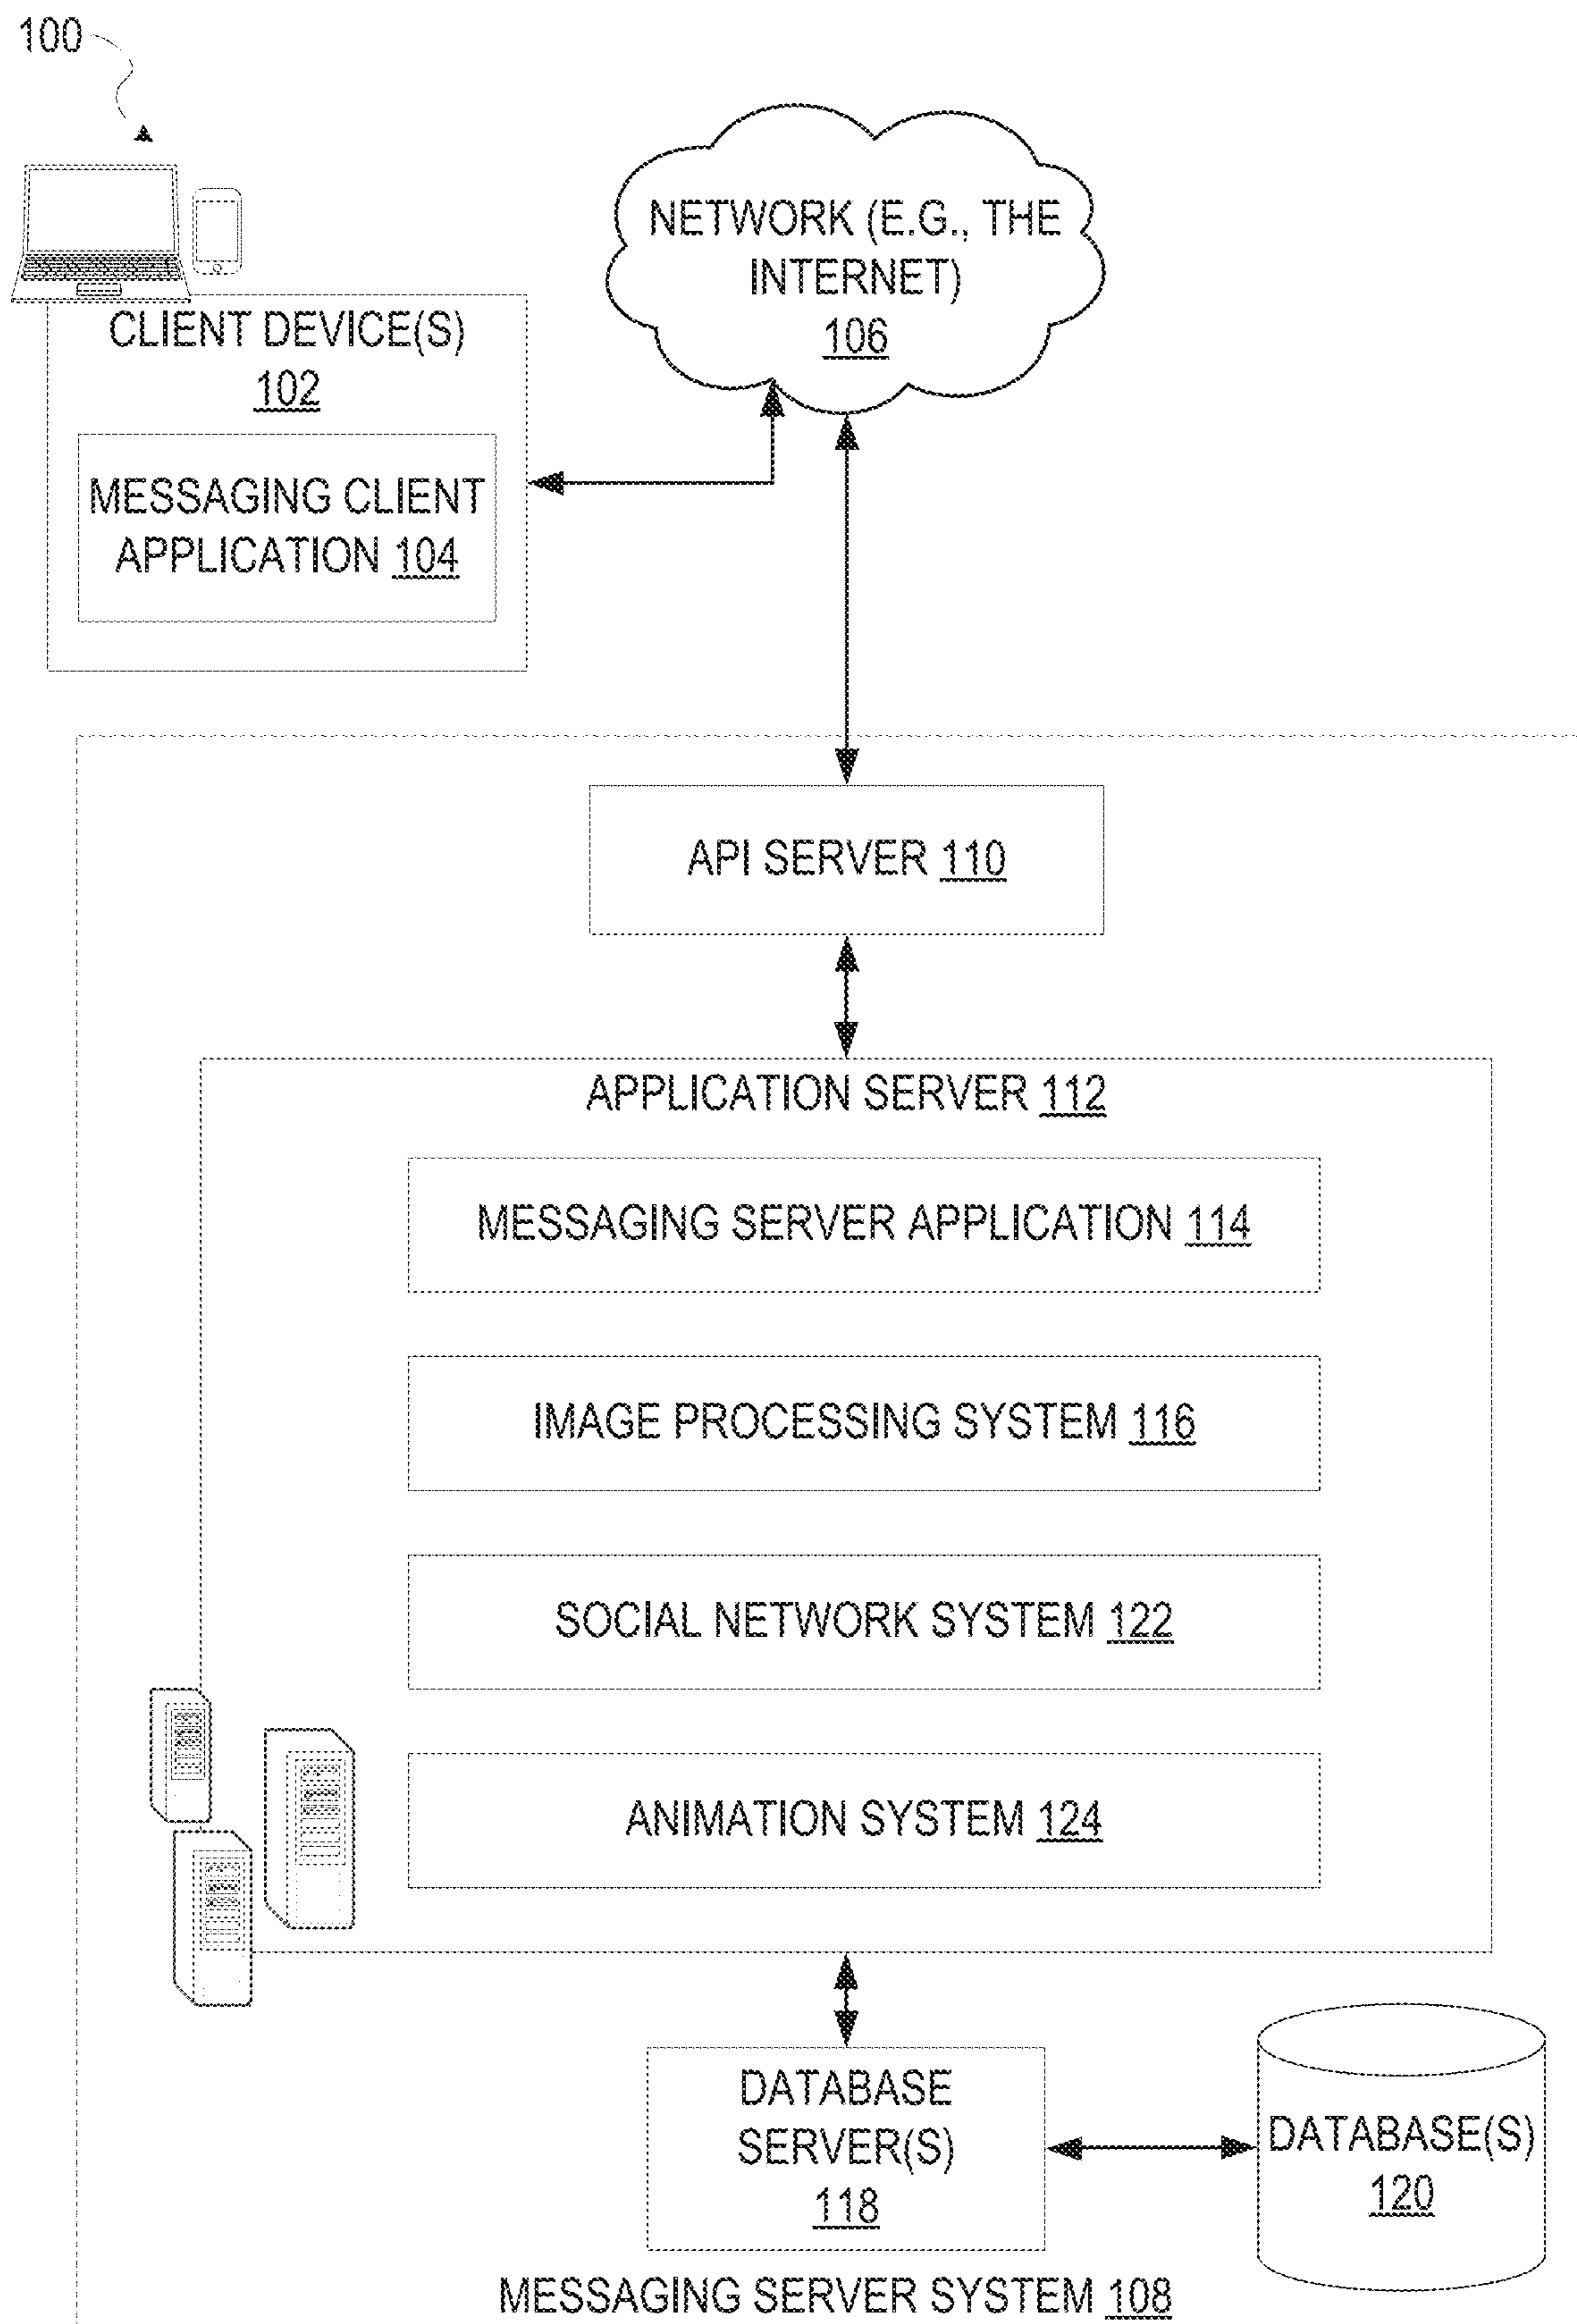 100
NETWORK (E.G., THE
INTERNET)
106
CLIENT DEVICE(S)
102
MESSAGING CLIENT
APPLICATION 104
API SERVER 110
APPLICATION SERVER 112
MESSAGING SERVER APPLICATION 114
IMAGE PROCESSING SYSTEM 116
SOCIAL NETWORK SYSTEM 122
ANIMATION SYSTEM 124
DATABASE
SERVER(S)
118
DATABASE(S)
120
MESSAGING SERVER SYSTEM 108